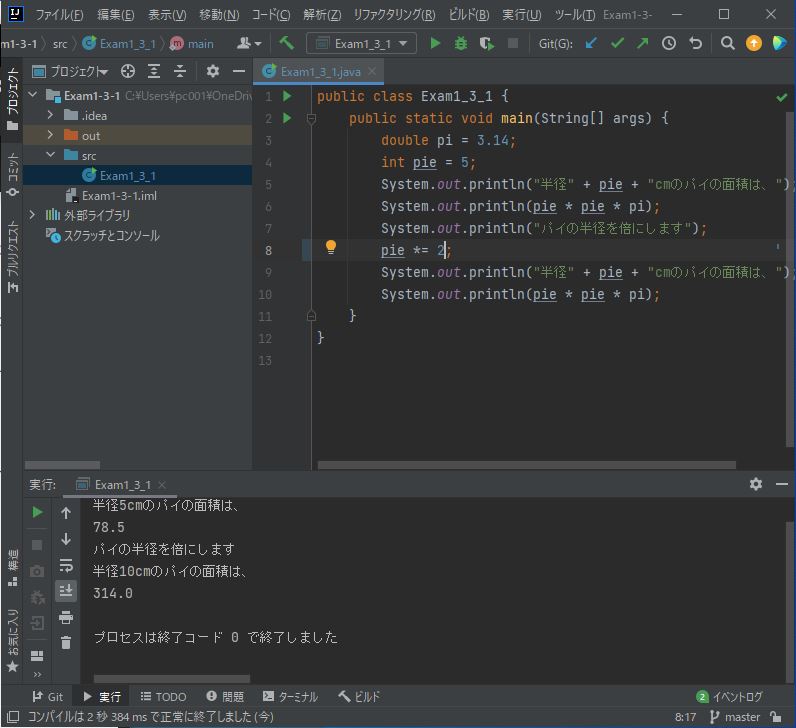 ファイル(F) 編集(E) 表示(V) 移動(N) コード(C) 解析(Z) リファクタリング(R) ビルド(B) 実行(U) ツール(T) Exam1-3-
m1-3-1 〉 src 〉 Exam1_3_1 〉 main Exam1_3_1 Git(G):
プロジェクト
Exam1_3_1.java
Exam1-3-1 C:¥Users¥pc001¥OneDriv
.idea
out
src
Exam1_3_1
Exam1-3-1.iml
外部ライブラリ
スクラッチとコンソール
プロジェクト
コミット
プルリクエスト
1 public class Exam1_3_1 {
2 public static void main(String[] args) {
3 double pi = 3.14;
4 int pie = 5;
5 System.out.println("半径" + pie + "cmのパイの面積は、");
6 System.out.println(pie * pie * pi);
7 System.out.println("パイの半径を倍にします");
8 pie *= 2;
9 System.out.println("半径" + pie + "cmのパイの面積は、");
10 System.out.println(pie * pie * pi);
11 }
12 }
13
実行: Exam1_3_1
半径5cmのパイの面積は、
78.5
パイの半径を倍にします
半径10cmのパイの面積は、
314.0
プロセスは終了コード 0 で終了しました
構造
お気に入り
Git 実行 TODO 問題 ターミナル ビルド 2 イベントログ
コンパイルは 2 秒 384 ms で正常に終了しました (今) 8:17 master